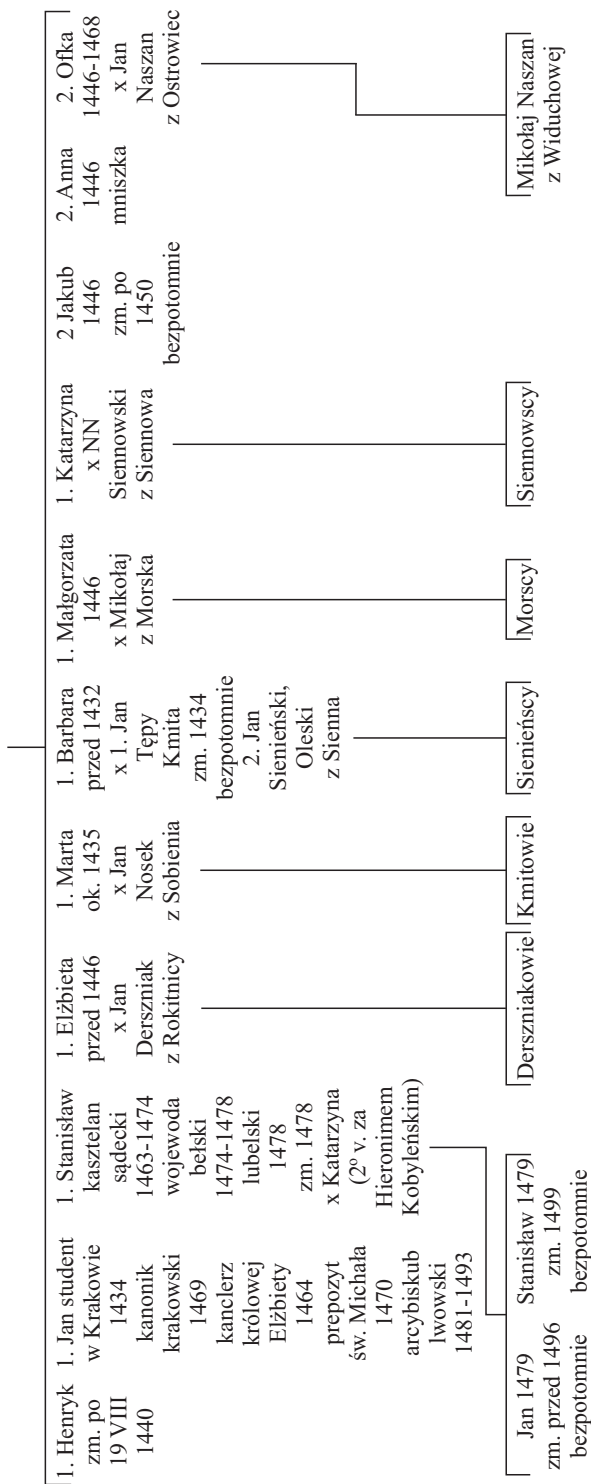 1. Henryk
zm. po
19 VIII
1440
1. Jan student
w Krakowie
1434
kanonik
krakowski
1469
kanclerz
królowej
Elżbiety
1464
prepozyt
św. Michała
1470
arcybiskub
lwowski
1481-1493
1. Stanisław
kasztelan
sądecki
1463-1474
wojewoda
bełski
1474-1478
lubelski
1478
zm. 1478
x Katarzyna
(2º v. za
Hieronimem
Kobyleńskim)
1. Elżbieta
przed 1446
x Jan
Derszniak
z Rokitnicy
1. Marta
ok. 1435
x Jan
Nosek
z Sobienia
1. Barbara
przed 1432
x 1. Jan
Tępy
Kmita
zm. 1434
bezpotomnie
2. Jan
Sienieński,
Oleski
z Sienna
1. Małgorzata
1446
x Mikołaj
z Morska
1. Katarzyna
x NN
Siennowski
z Siennowa
2 Jakub
1446
zm. po
1450
bezpotomnie
2. Anna
1446
mniszka
2. Ofka
1446-1468
x Jan
Naszan
z Ostrowiec
Jan 1479
zm. przed 1496
bezpotomnie
Stanisław 1479
zm. 1499
bezpotomnie
Derszniakowie
Kmitowie
Sienieńscy
Morscy
Siennowscy
Mikołaj Naszan
z Widuchowej